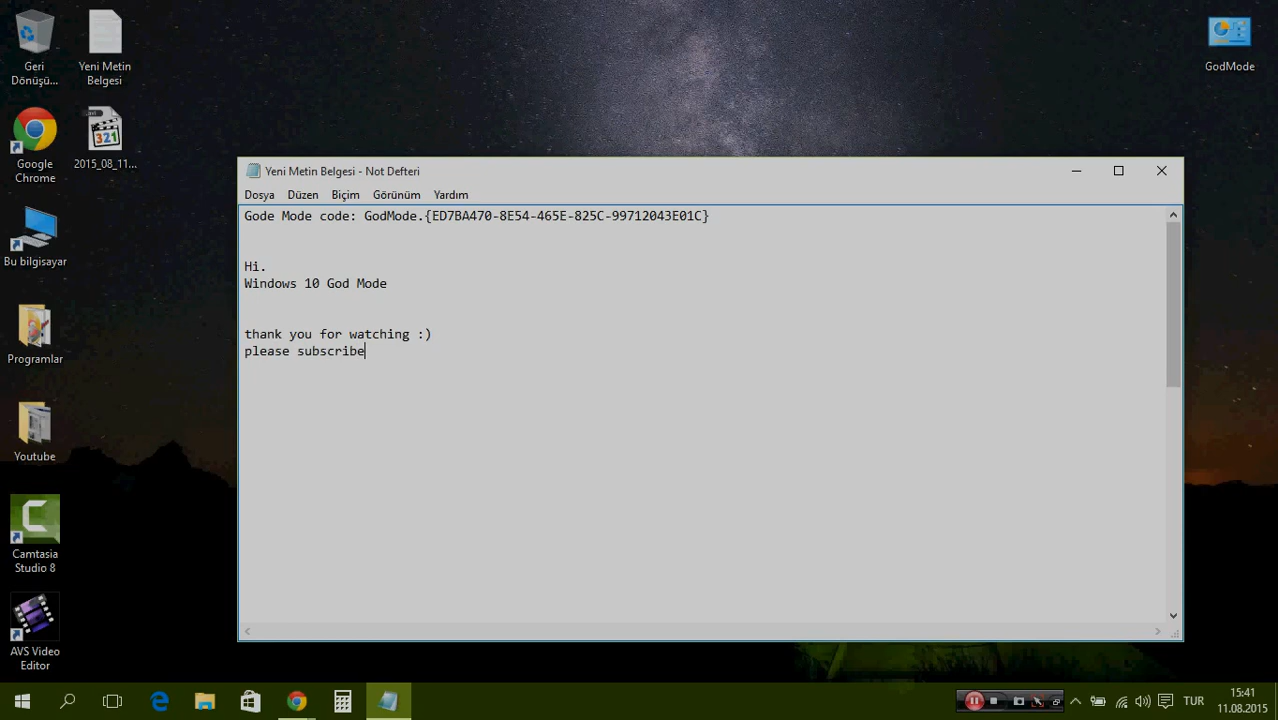 Geri
Dönüşü...
Yeni Metin
Belgesi
GodMode
Google
Chrome
2015_08_11...
Bu bilgisayar
Programlar
Youtube
Camtasia
Studio 8
AVS Video
Editor
Yeni Metin Belgesi - Not Defteri
Dosya Düzen Biçim Görünüm Yardım
Gode Mode code: GodMode.{ED7BA470-8E54-465E-825C-99712043E01C}
Hi.
Windows 10 God Mode
thank you for watching :)
please subscribe
321
TUR
15:41
11.08.2015